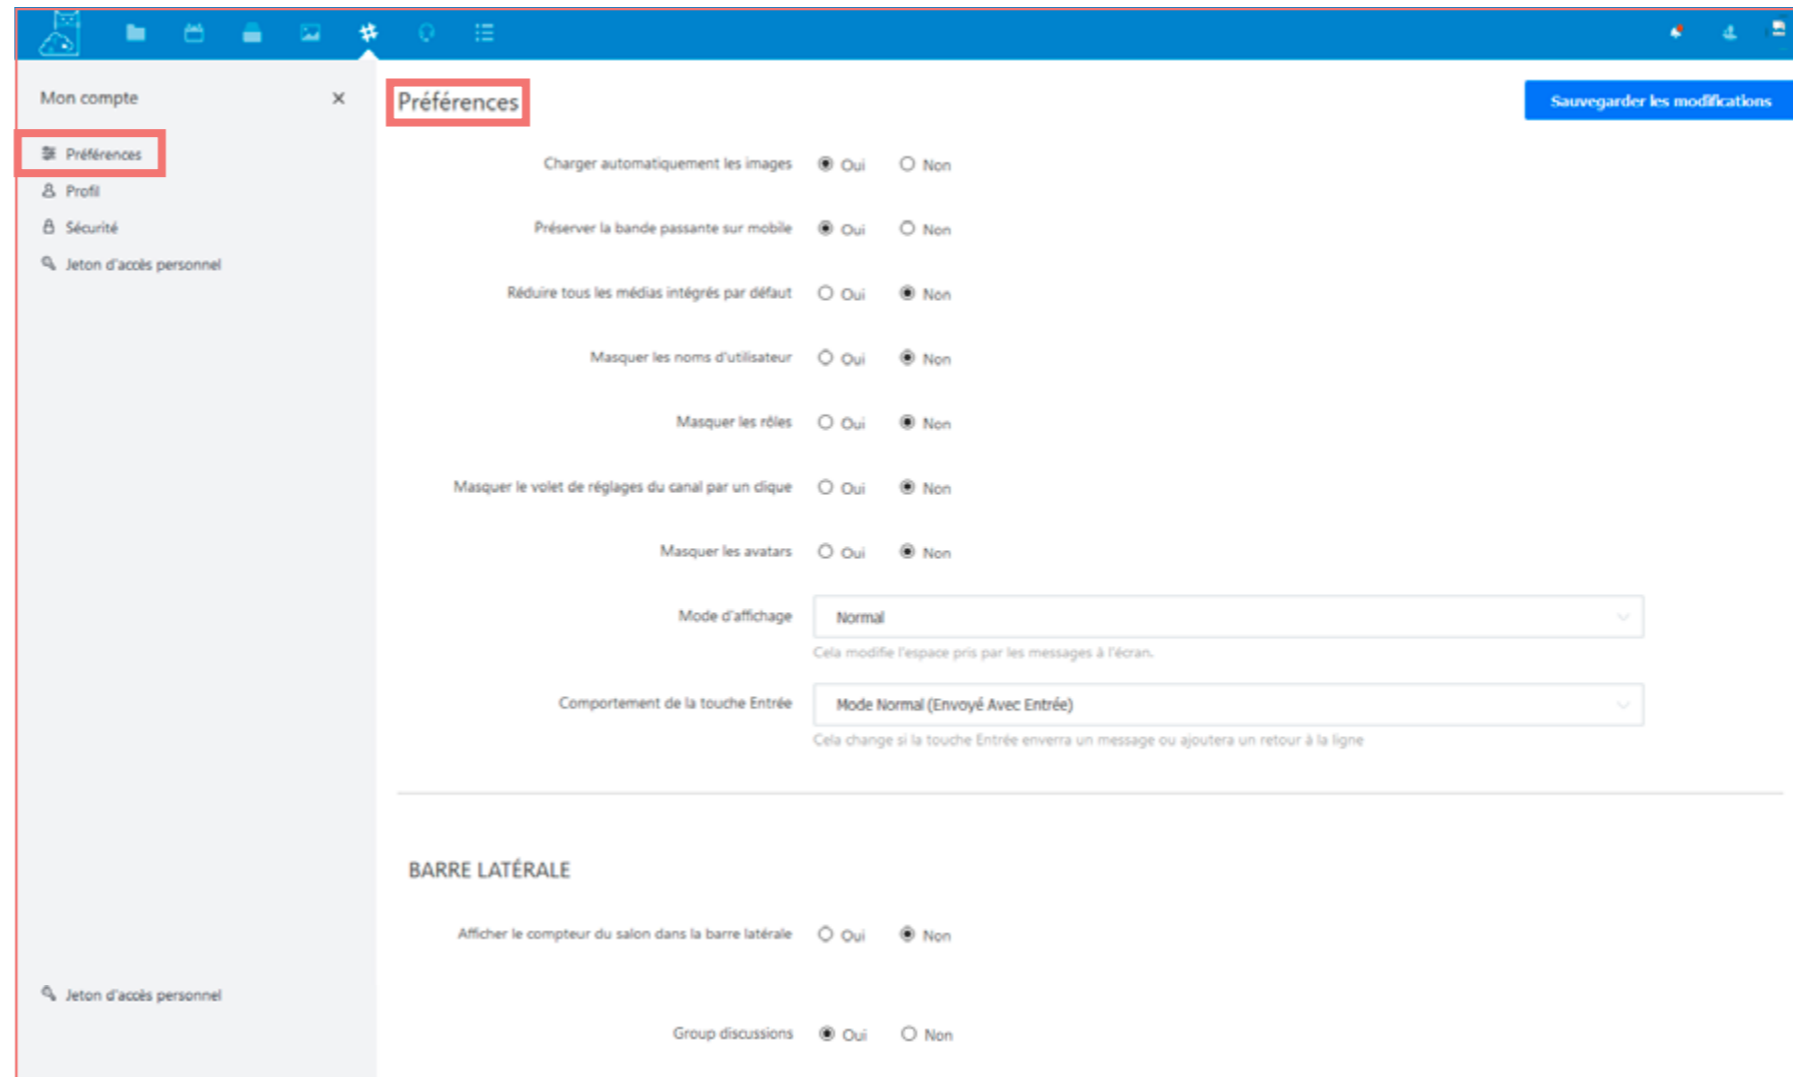 Mon compte
Préférences
Profil
Sécurité
Jeton d'accès personnel
Jeton d'accès personnel
Préférences
Sauvegarder les modifications
Charger automatiquement les images Oui Non
Préserver la bande passante sur mobile Oui Non
Réduire tous les médias intégrés par défaut Oui Non
Masquer les noms d'utilisateur Oui Non
Masquer les rôles Oui Non
Masquer le volet de réglages du canal par un clique Oui Non
Masquer les avatars Oui Non
Mode d'affichage Normal
Cela modifie l'espace pris par les messages à l'écran.
Comportement de la touche Entrée Mode Normal (Envoyé Avec Entrée)
Cela change si la touche Entrée enverra un message ou ajoutera un retour à la ligne
BARRE LATÉRALE
Afficher le compteur du salon dans la barre latérale Oui Non
Group discussions Oui Non